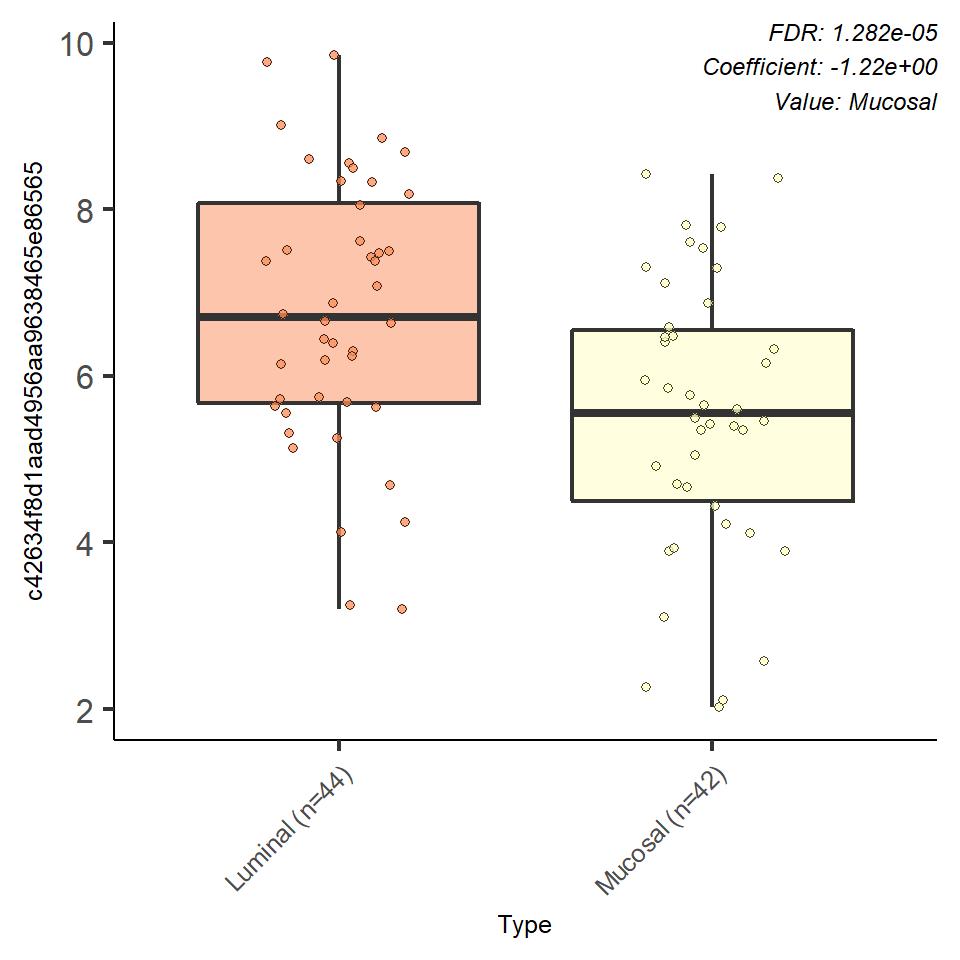 FDR: 1.282e-05
Coefficient: -1.22e+00
Value: Mucosal
c42634f8d1aad4956aa9638465e86565
10
8
6
4
2
Luminal (n=44)
Mucosal (n=42)
Type